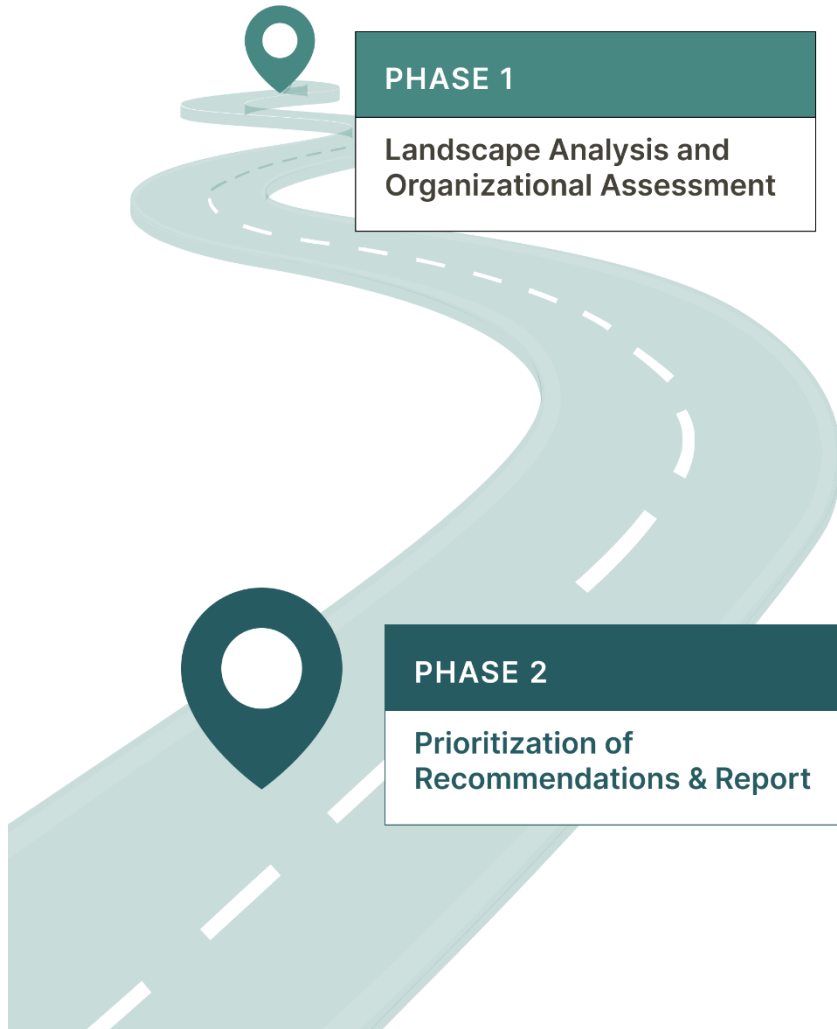 PHASE 1
Landscape Analysis and
Organizational Assessment
PHASE 2
Prioritization of
Recommendations & Report